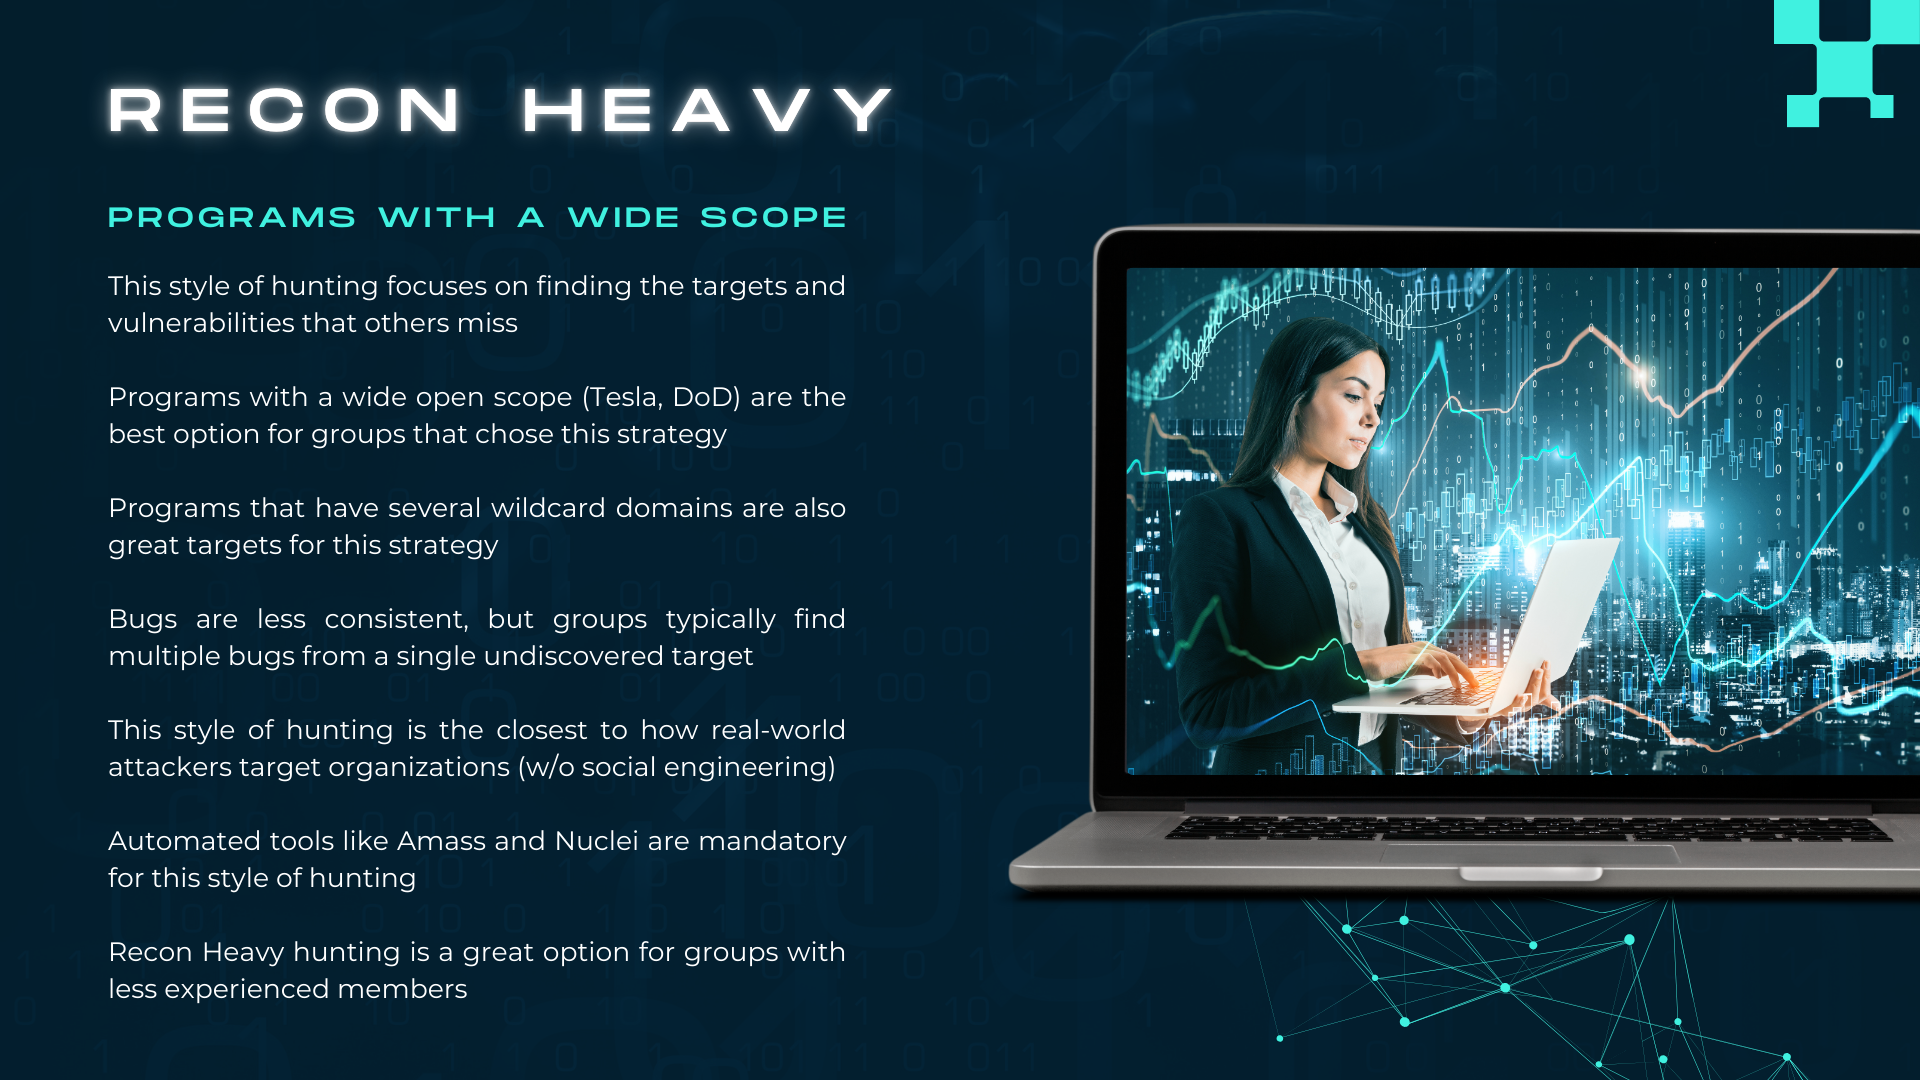 RECON HEAVY
PROGRAMS WITH A WIDE SCOPE
This style of hunting focuses on finding the targets and
vulnerabilities that others miss
Programs with a wide open scope (Tesla, DoD) are the
best option for groups that chose this strategy
Programs that have several wildcard domains are also
great targets for this strategy
Bugs are less consistent, but groups typically find
multiple bugs from a single undiscovered target
This style of hunting is the closest to how real-world
attackers target organizations (w/o social engineering)
Automated tools like Amass and Nuclei are mandatory
for this style of hunting
Recon Heavy hunting is a great option for groups with
less experienced members